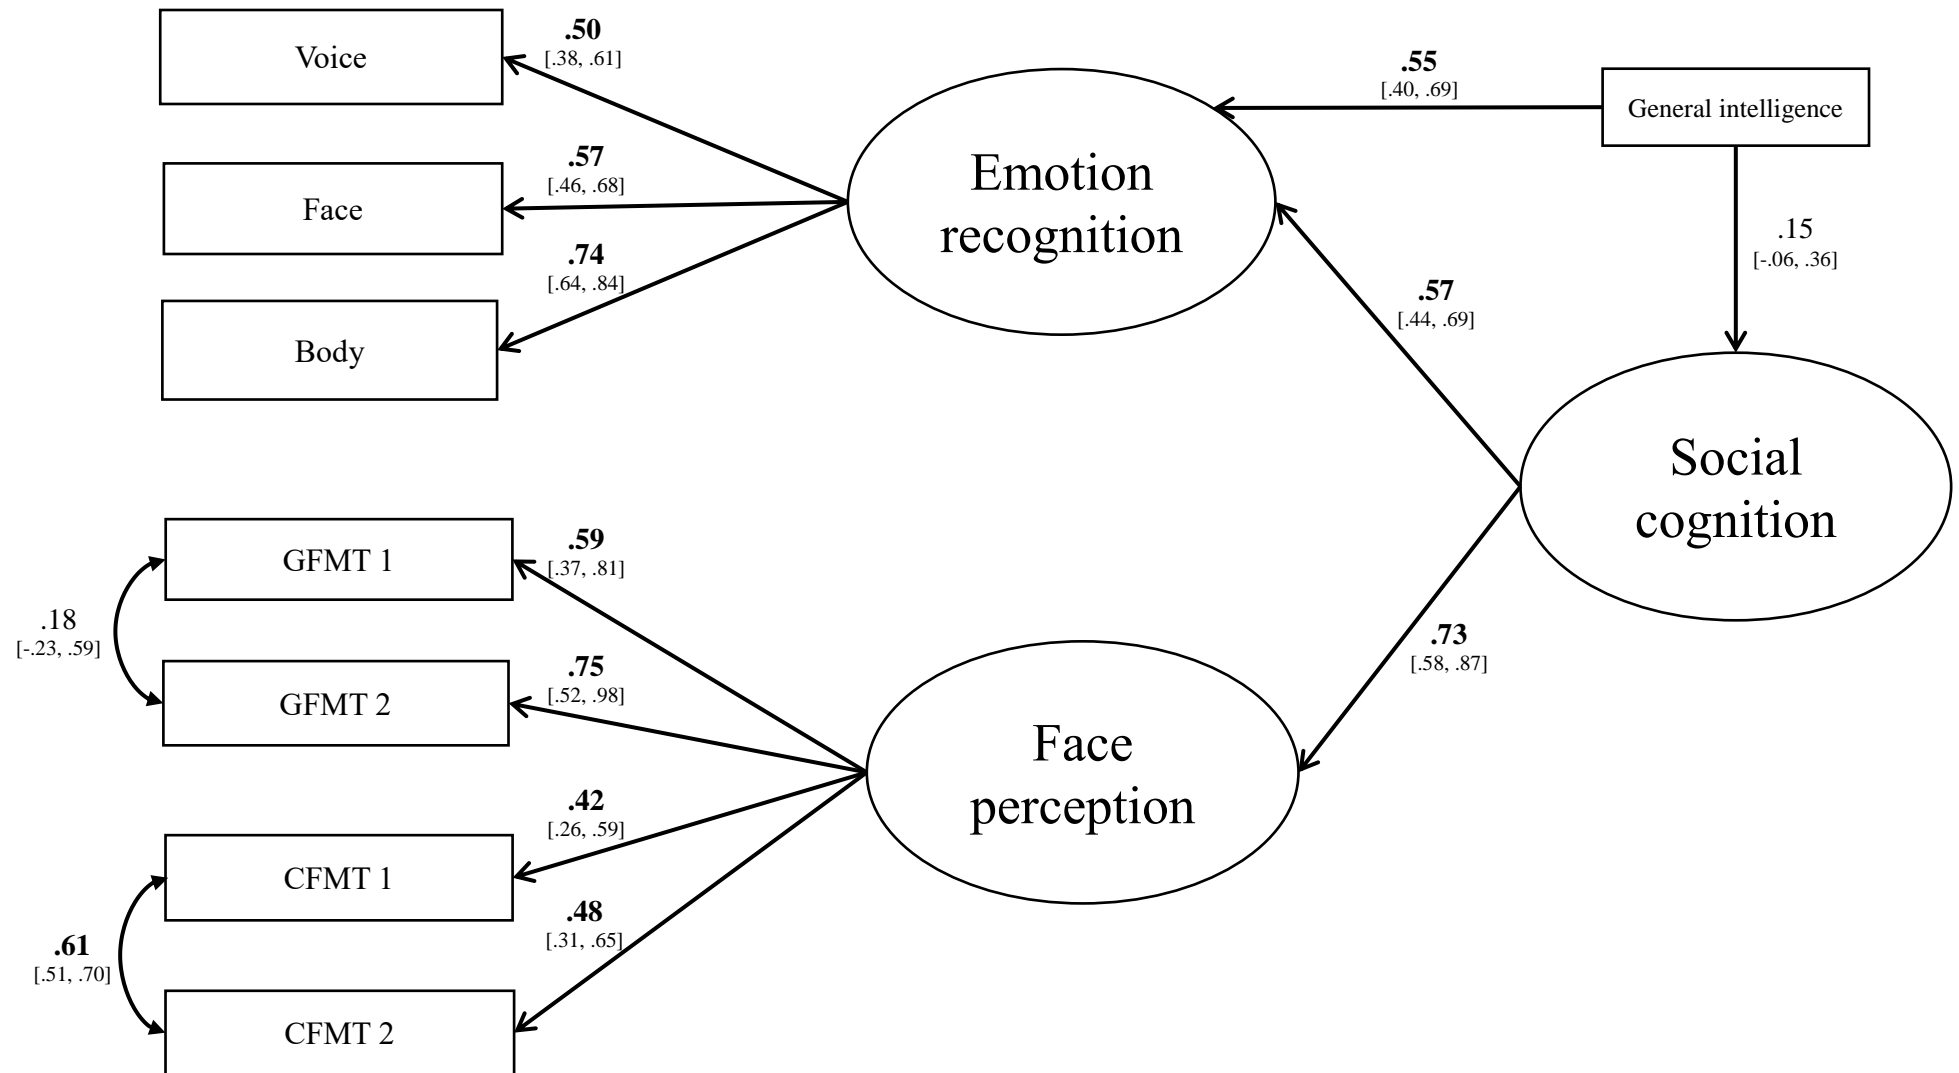 Voice
.50
[.38, .61]
Face
.57
[.46, .68]
Body
.74
[.64, .84]
Emotion
recognition
.55
[.40, .69]
General intelligence
.15
[-.06, .36]
.57
[.44, .69]
Social
cognition
.73
[.58, .87]
GFMT 1
.59
[.37, .81]
.18
[-.23, .59]
GFMT 2
.75
[.52, .98]
Face
perception
CFMT 1
.42
[.26, .59]
.61
[.51, .70]
CFMT 2
.48
[.31, .65]